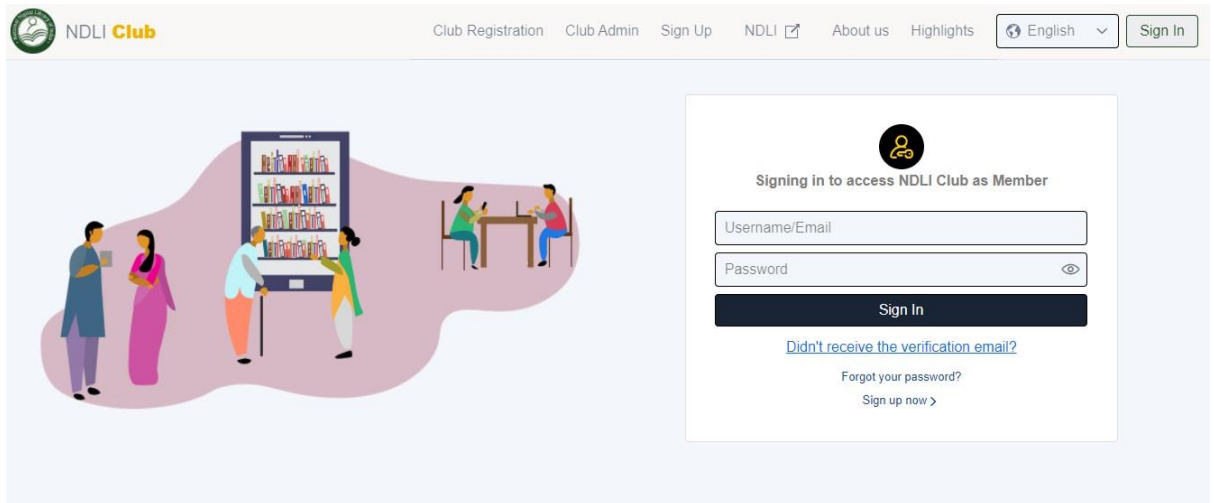 NDLI Club
Club Registration Club Admin Sign Up NDLI About us Highlights English Sign In
Signing in to access NDLI Club as Member
Username/Email
Password
Sign In
Didn't receive the verification email?
Forgot your password?
Sign up now >